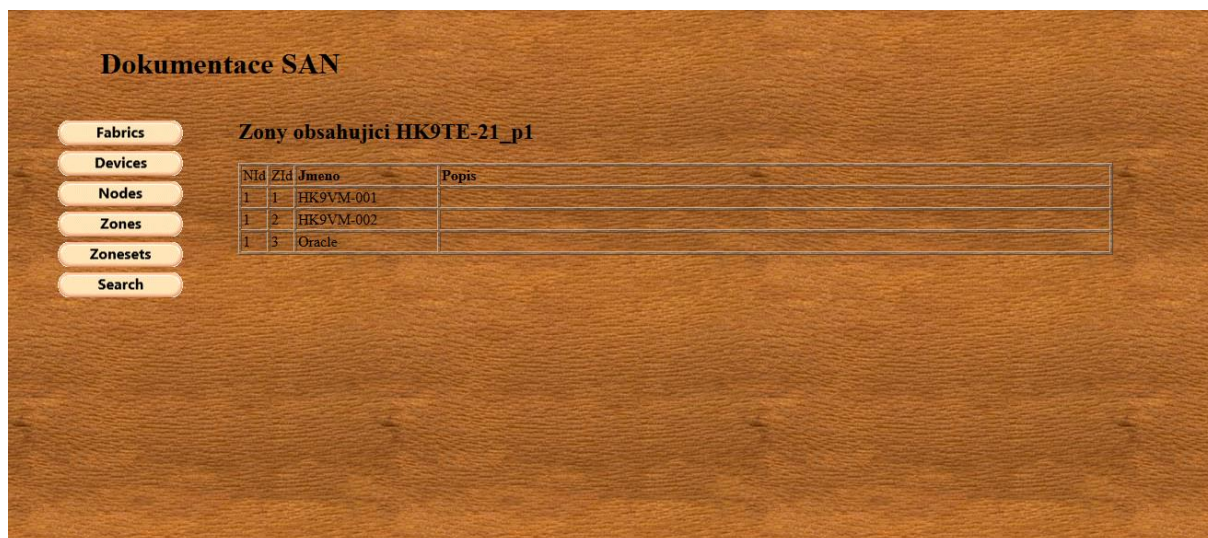 Dokumentace SAN
Fabrics
Devices
Nodes
Zones
Zonesets
Search
Zony obsahujici HK9TE-21_p1
NId ZId Jmeno Popis
1 1 HK9VM-001
1 2 HK9VM-002
1 3 Oracle